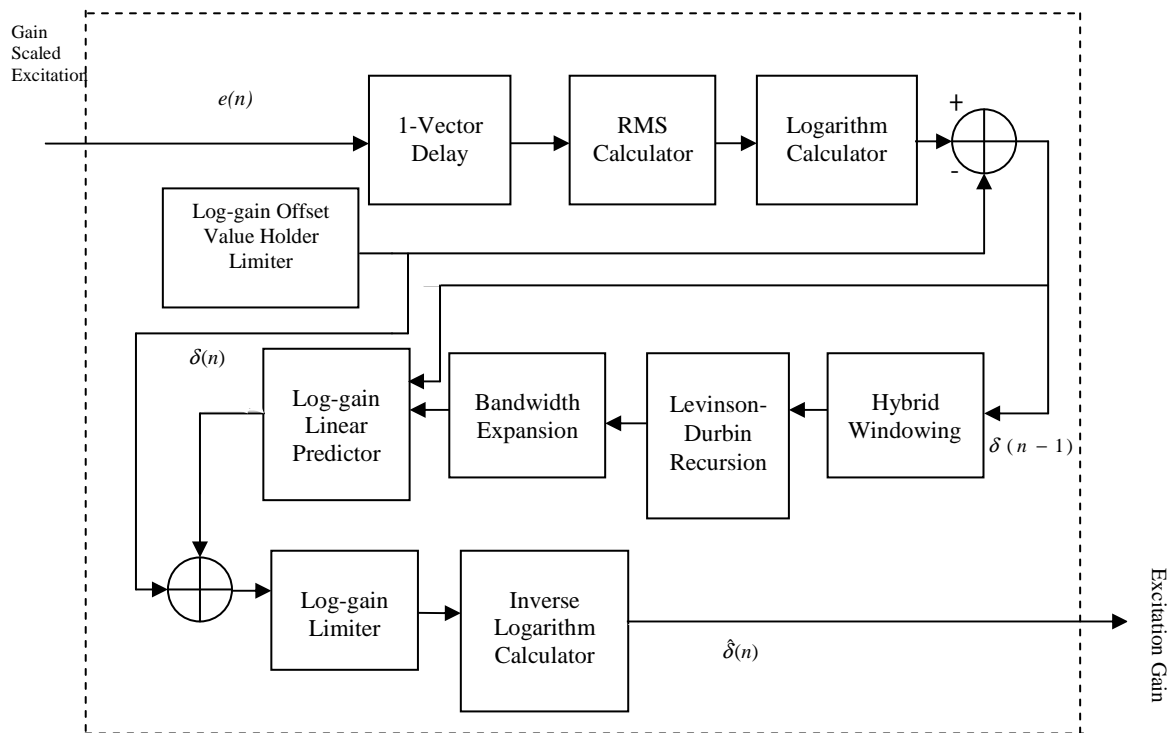 Gain
Scaled
Excitation
e(n)
1-Vector
Delay
RMS
Calculator
Logarithm
Calculator
+
-
Log-gain Offset
Value Holder
Limiter
δ(n)
Log-gain
Linear
Predictor
Bandwidth
Expansion
Levinson-
Durbin
Recursion
Hybrid
Windowing
δ ( n − 1)
Log-gain
Limiter
Inverse
Logarithm
Calculator
δ̂(n)
Excitation Gain